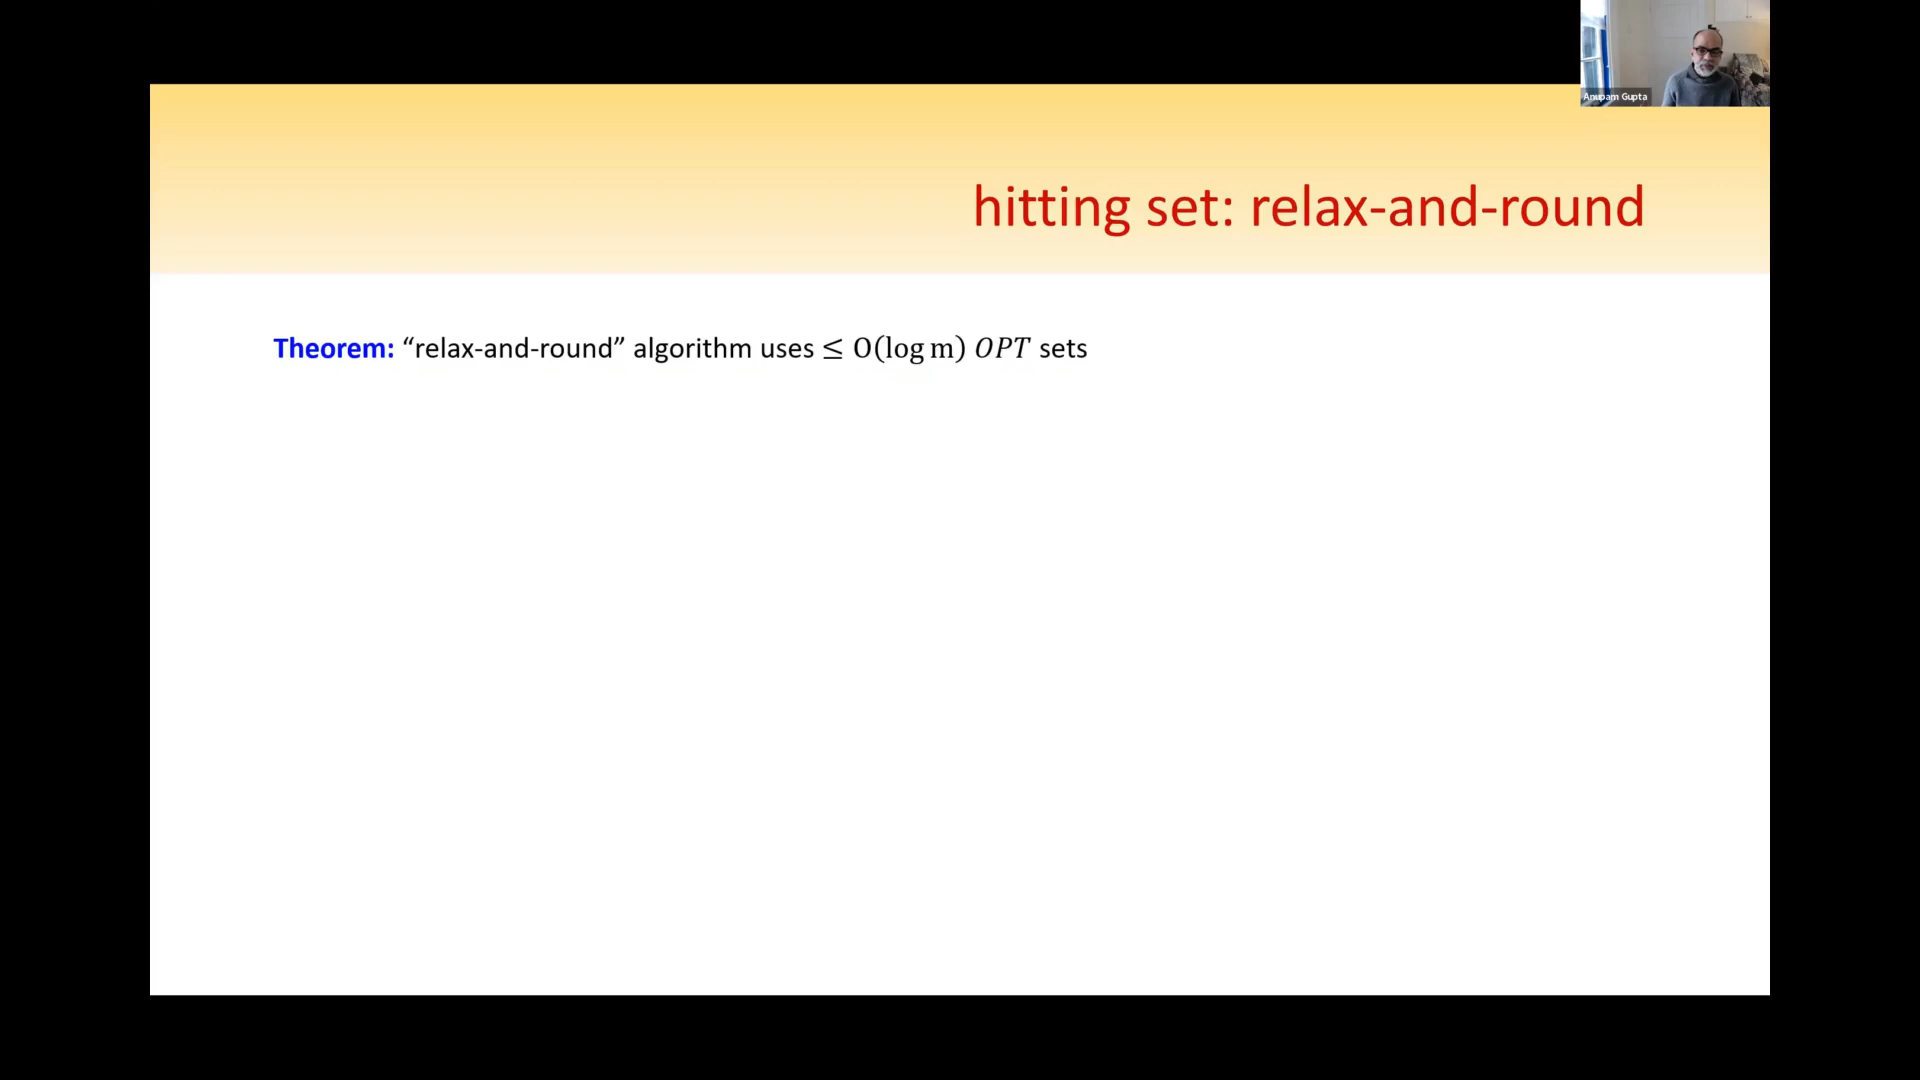 Anupam Gupta
hitting set: relax-and-round
Theorem: “relax-and-round” algorithm uses ≤ O(log m) OPT sets